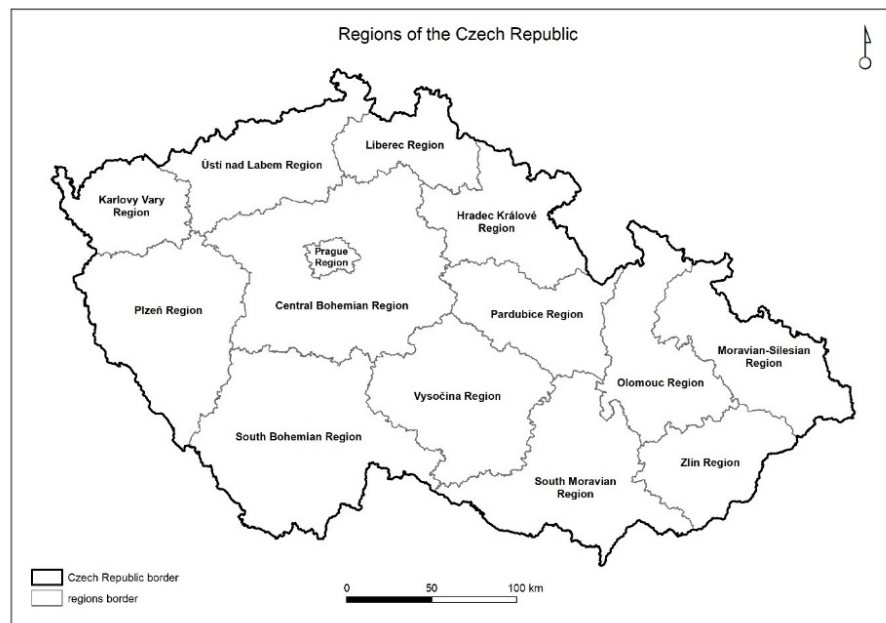 Regions of the Czech Republic
Liberec Region
Ústí nad Labem Region
Karlovy Vary
Region
Hradec Králové
Region
Prague
Region
Central Bohemian Region
Plzeň Region
Pardubice Region
Moravian-Silesian
Region
Olomouc Region
Vysočina Region
South Bohemian Region
Zlín Region
South Moravian
Region
Czech Republic border
regions border
0 50 100 km